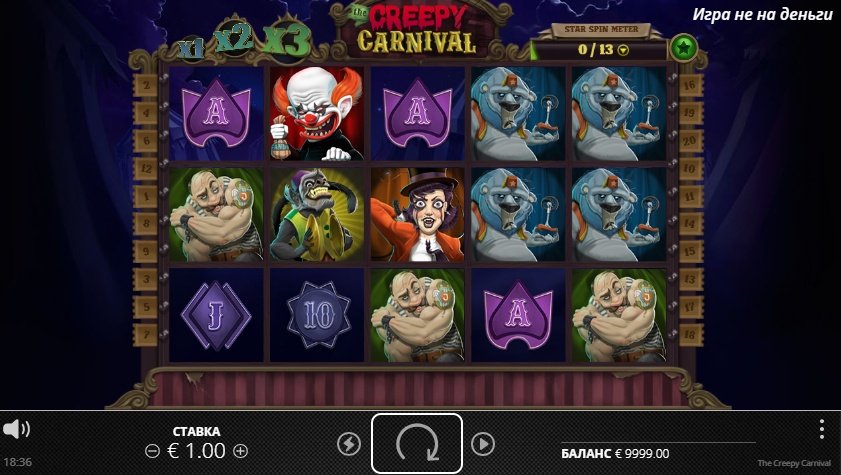 Игра не на деньги
the
CREEPY
CARNIVAL
x1 x2 x3
STAR SPIN METER
0 / 13
2
4
6
12
1
8
9
3
5
7
16
19
20
10
11
14
15
13
17
18
A
A
J
10
J
A
J
СТАВКА
€ 1.00
БАЛАНС € 9999.00
18:36
The Creepy Carnival